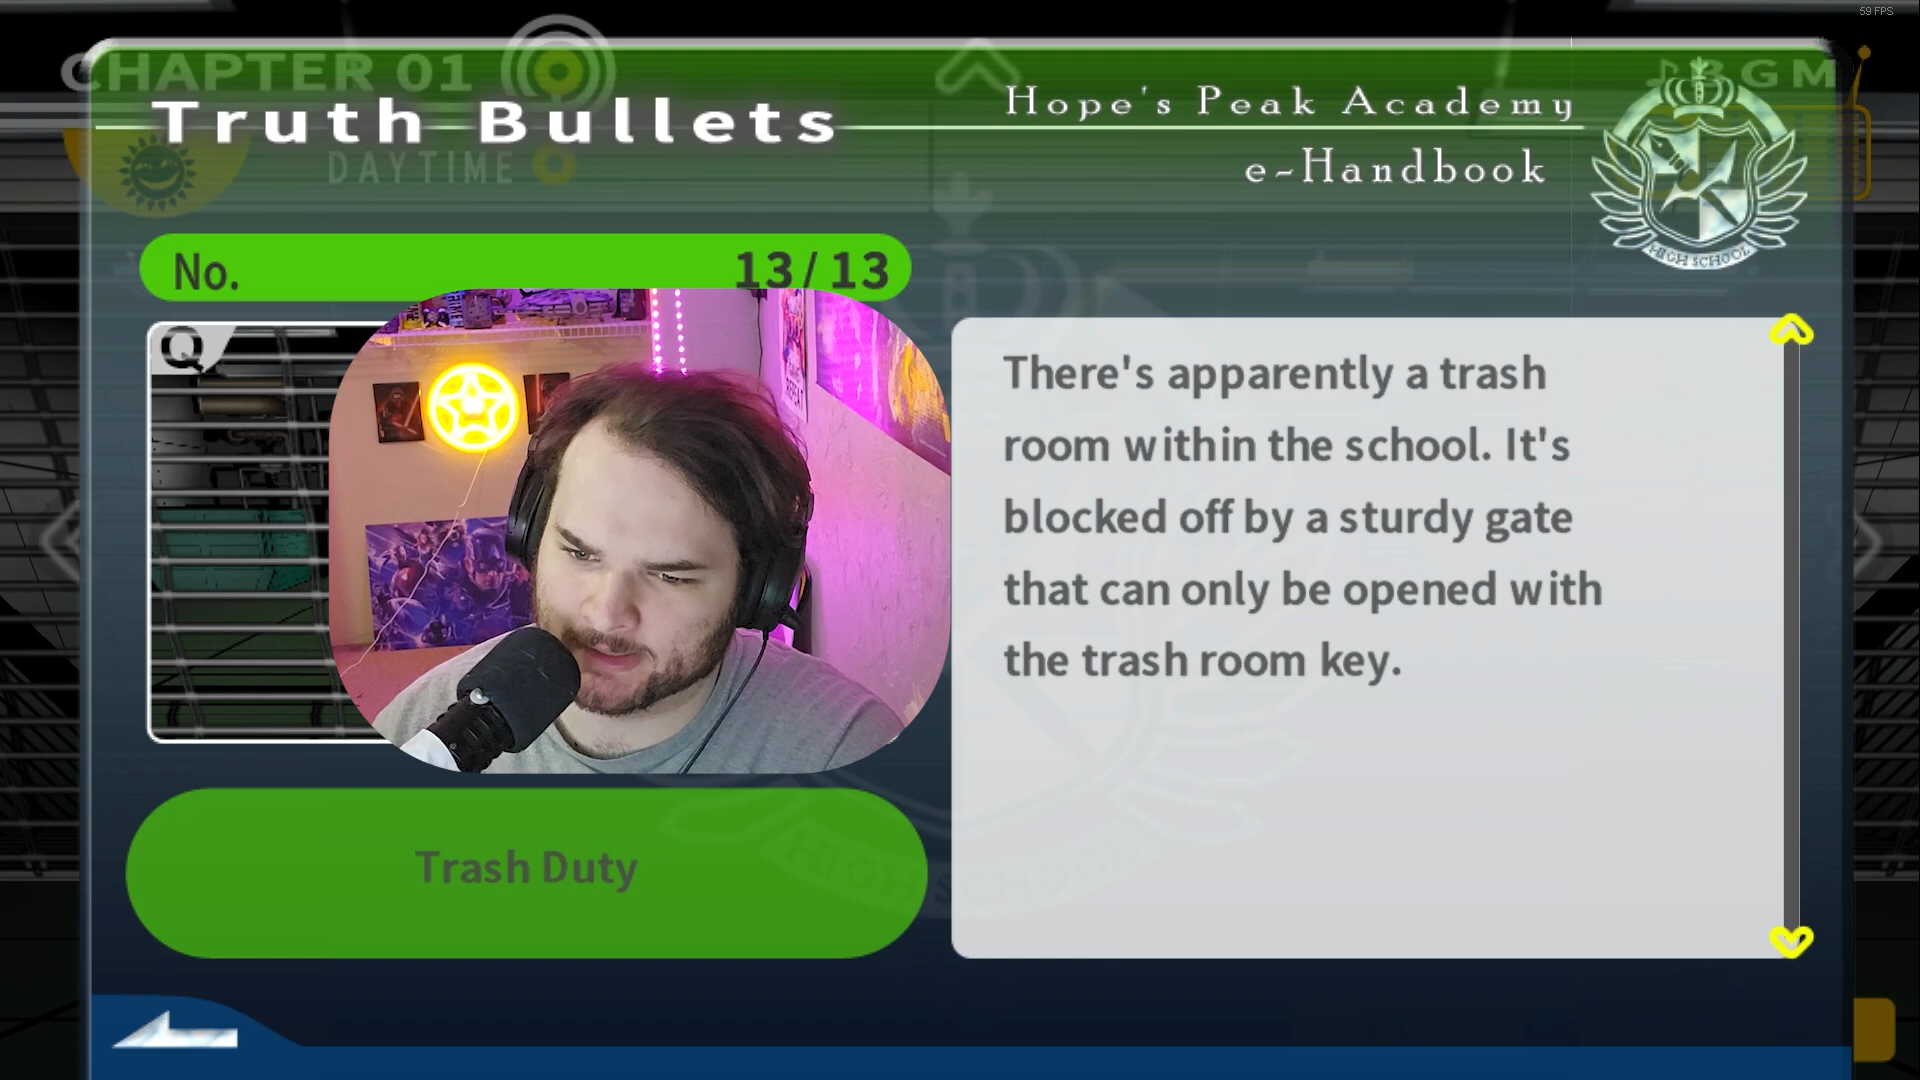 59 FPS
CHAPTER 01
BGM
Truth Bullets
Hope's Peak Academy
DAYTIME
e-Handbook
HIGH SCHOOL
No. 13/13
Q
There's apparently a trash
room within the school. It's
blocked off by a sturdy gate
that can only be opened with
the trash room key.
Trash Duty
HIGH SCHOOL